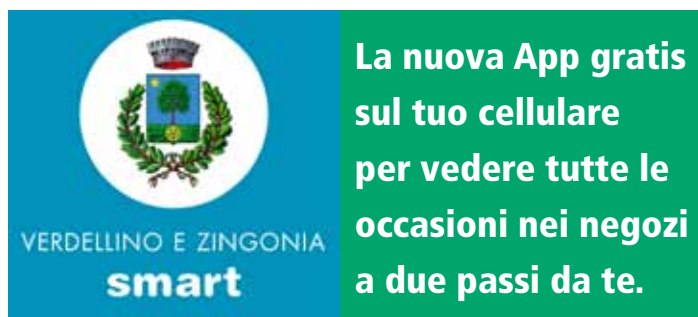 VERDELLINO E ZINGONIA
smart
La nuova App gratis
sul tuo cellulare
per vedere tutte le
occasioni nei negozi
a due passi da te.